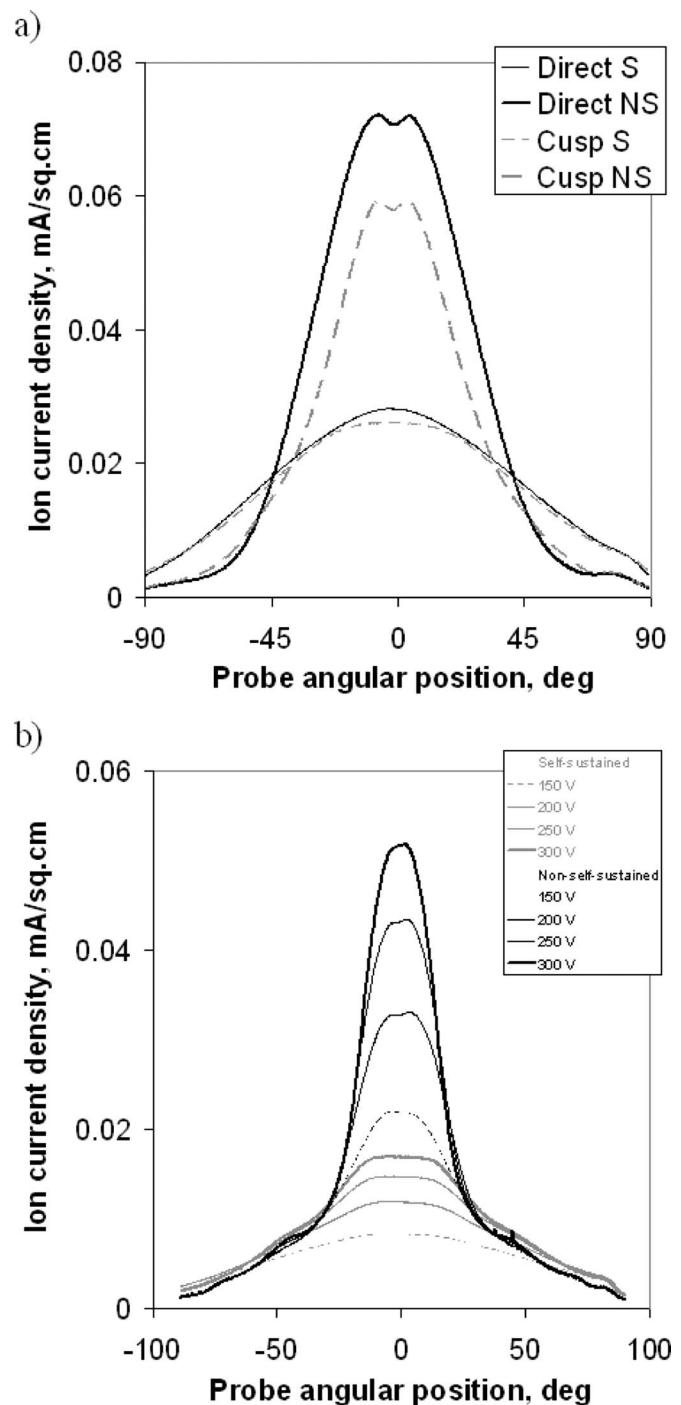 a)
0.08
Direct S
Direct NS
Cusp S
Cusp NS
0.06
0.04
0.02
0
Ion current density, mA/sq.cm
-90
-45
0
45
90
Probe angular position, deg
b)
0.06
Self-sustained
150 V
200 V
250 V
300 V
Non-self-sustained
150 V
200 V
250 V
300 V
0.04
0.02
0
Ion current density, mA/sq.cm
-100
-50
0
50
100
Probe angular position, deg